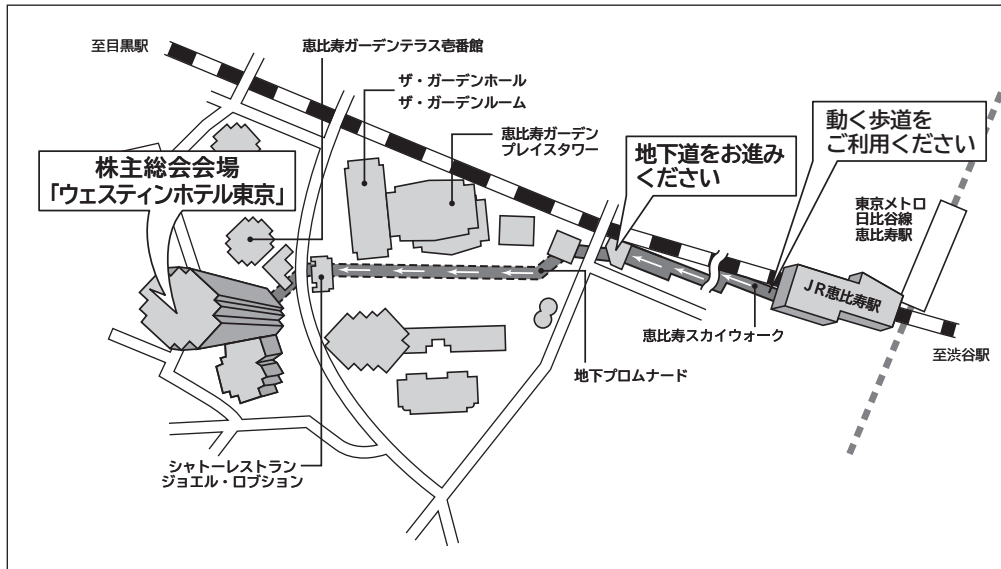 至目黒駅
恵比寿ガーデンテラス壱番館
ザ・ガーデンホール
ザ・ガーデンルーム
恵比寿ガーデン
プレイスタワー
地下道をお進み
ください
動く歩道を
ご利用ください
株主総会会場
「ウェスティンホテル東京」
東京メトロ
日比谷線
恵比寿駅
JR恵比寿駅
恵比寿スカイウォーク
至渋谷駅
地下プロムナード
シャトーレストラン
ジョエル・ロブション